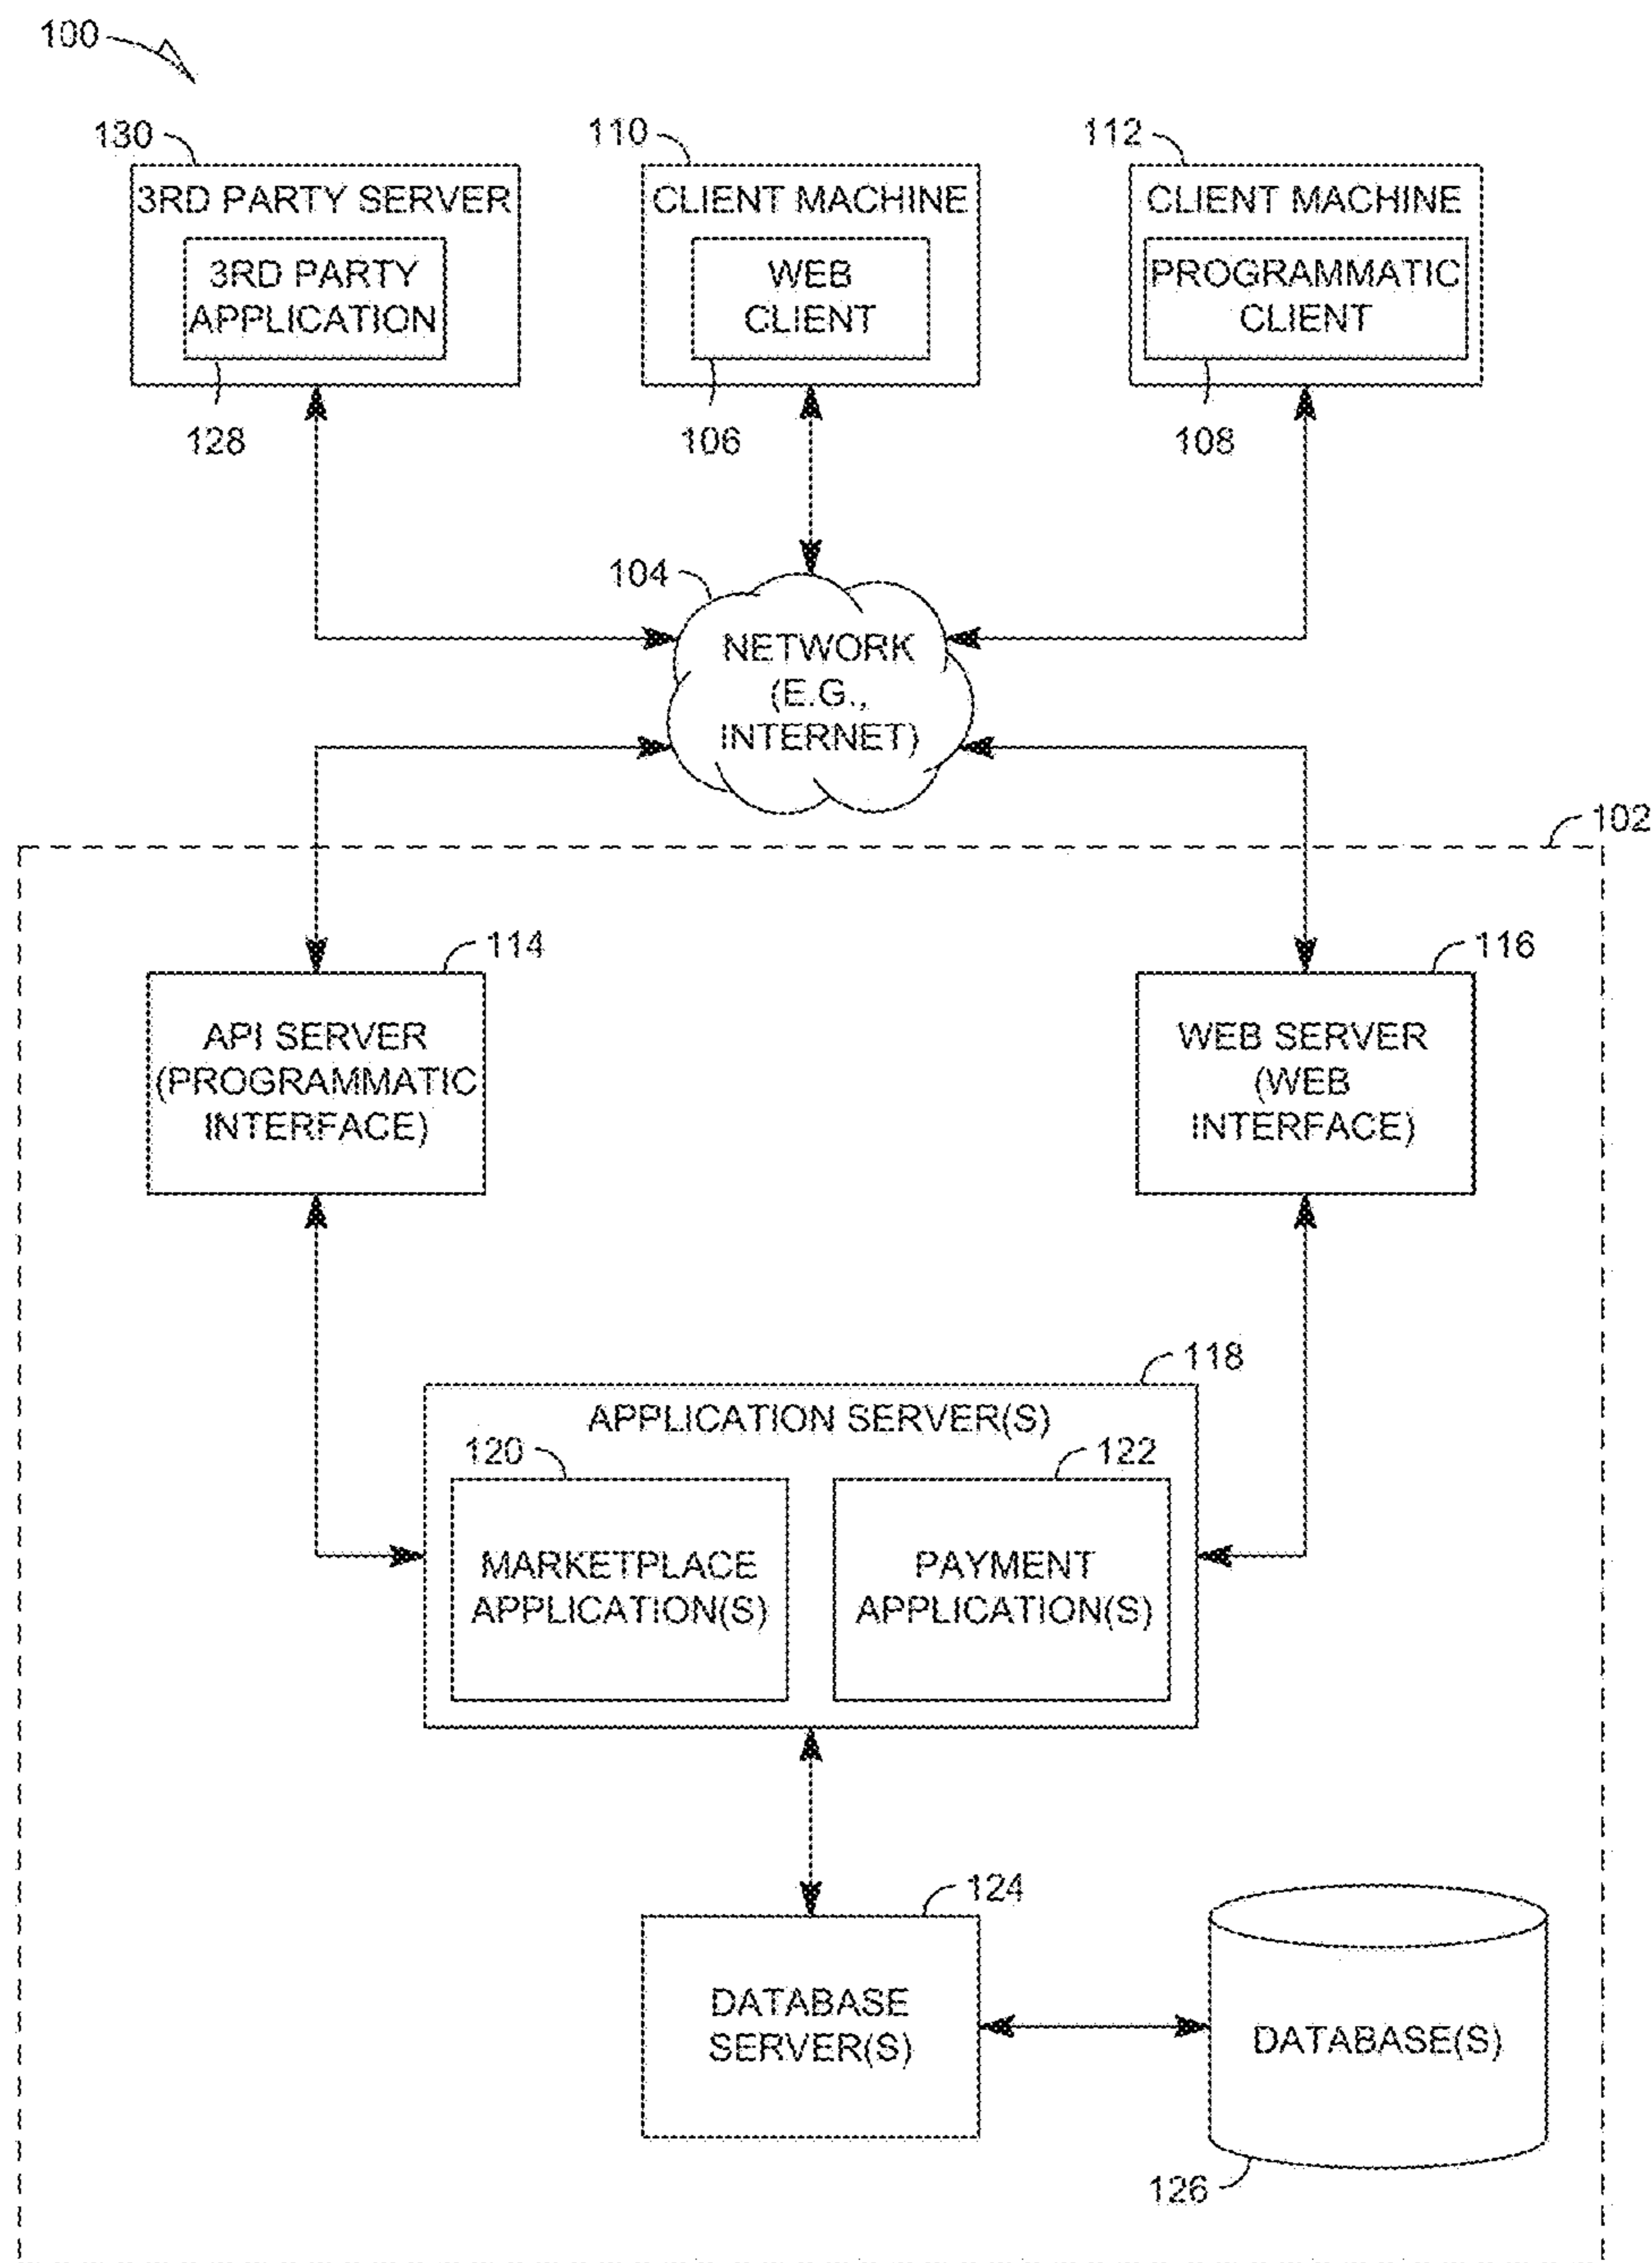 100
130
110
112
3RD PARTY SERVER
CLIENT MACHINE
CLIENT MACHINE
3RD PARTY
APPLICATION
WEB
CLIENT
PROGRAMMATIC
CLIENT
128
106
108
104
NETWORK
(E.G.,
INTERNET)
102
114
116
API SERVER
(PROGRAMMATIC
INTERFACE)
WEB SERVER
(WEB
INTERFACE)
118
APPLICATION SERVER(S)
120
122
MARKETPLACE
APPLICATION(S)
PAYMENT
APPLICATION(S)
124
DATABASE
SERVER(S)
DATABASE(S)
126